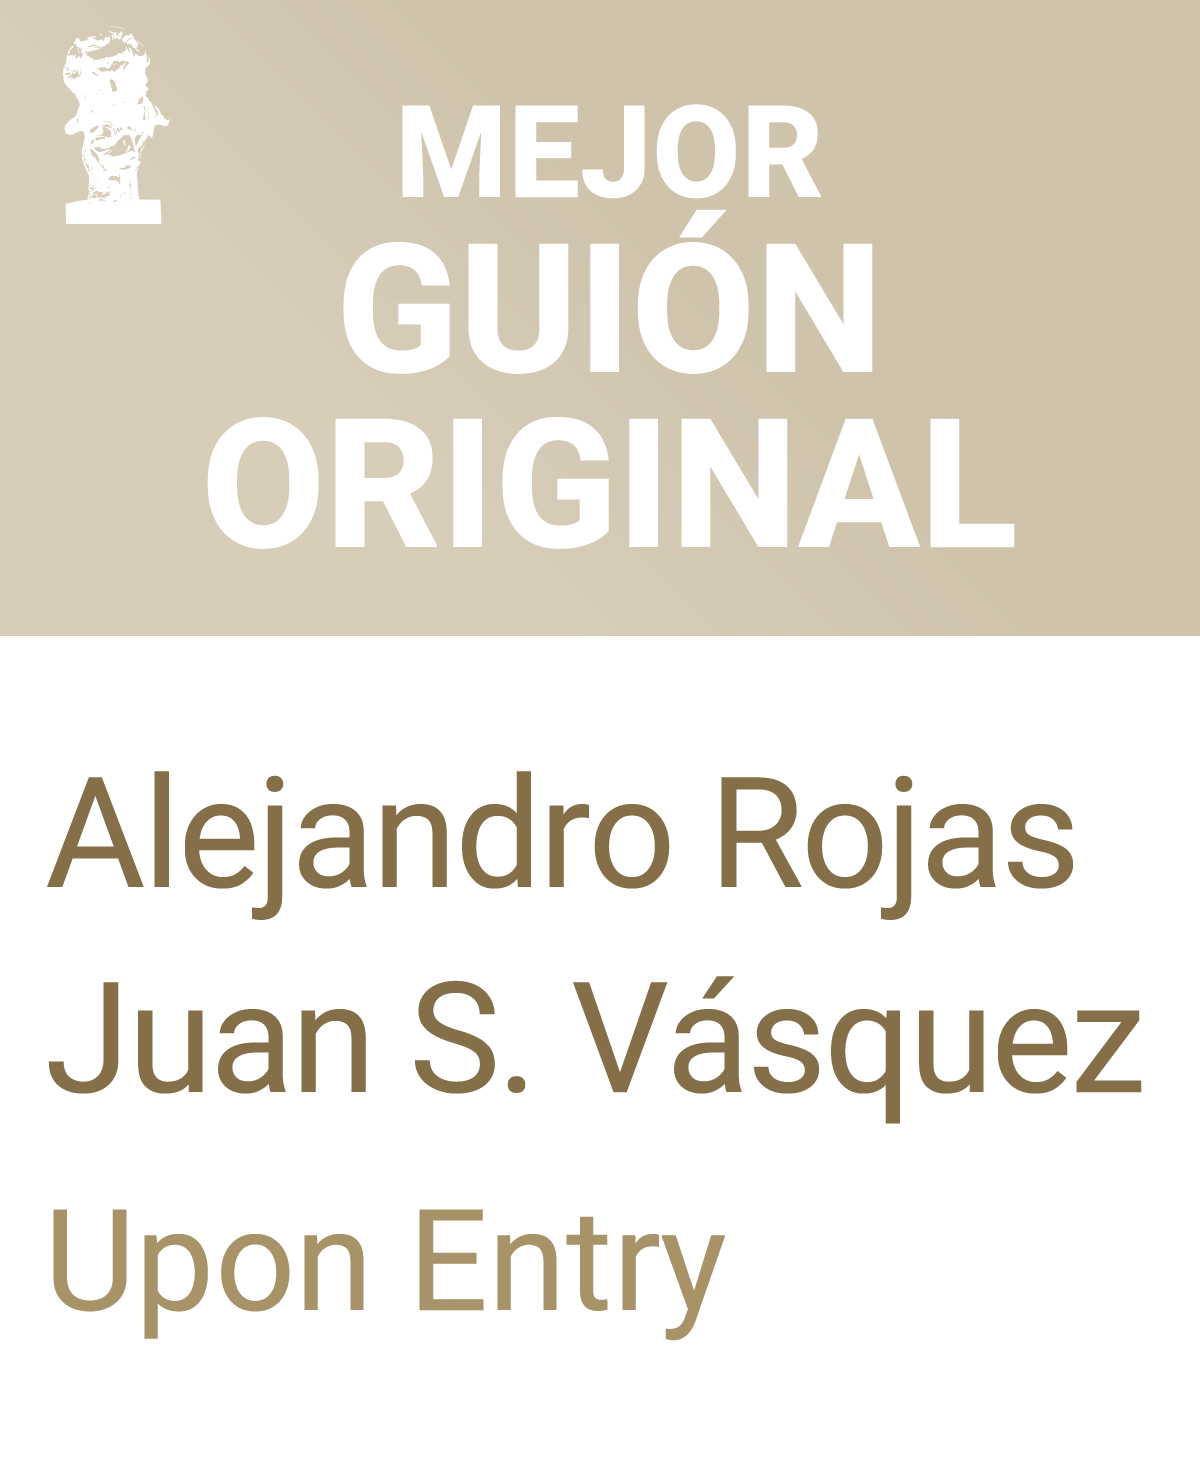 MEJOR
GUIÓN
ORIGINAL
Alejandro Rojas
Juan S. Vásquez
Upon Entry